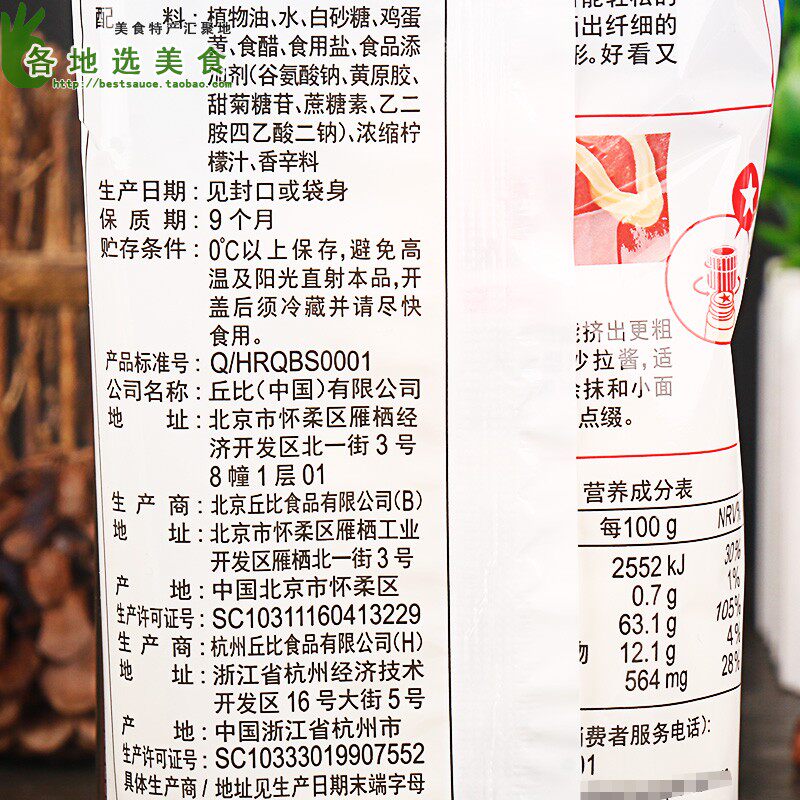 美食特产汇聚地
各地选美食
http://bestsauce.taobao.com
配 料:植物油、水、白砂糖、鸡蛋
黄、食醋、食用盐、食品添
加剂(谷氨酸钠、黄原胶、
甜菊糖苷、蔗糖素、乙二
胺四乙酸二钠)、浓缩柠
檬汁、香辛料
生产日期:见封口或袋身
保质期:9个月
贮存条件:0℃以上保存,避免高
温及阳光直射本品,开
盖后须冷藏并请尽快
食用。
产品标准号:Q/HRQBS0001
公司名称:丘比(中国)有限公司
地 址:北京市怀柔区雁栖经
济开发区北一街3号
8幢1层01
生产商:北京丘比食品有限公司(B)
地 址:北京市怀柔区雁栖工业
开发区雁栖北一街3号
产 地:中国北京市怀柔区
生产许可证号:SC10311160413229
生产商:杭州丘比食品有限公司(H)
地 址:浙江省杭州经济技术
开发区16号大街5号
产 地:中国浙江省杭州市
生产许可证号:SC10333019907552
具体生产商/地址见生产日期末端字母
出纤细的
形。好看又
挤出更粗
沙拉酱,适
涂抹和小面
点缀。
营养成分表
每100g NRV%
2552 kJ 30%
0.7 g 1%
63.1 g 105%
物 12.1 g 4%
564 mg 28%
消费者服务电话):
01